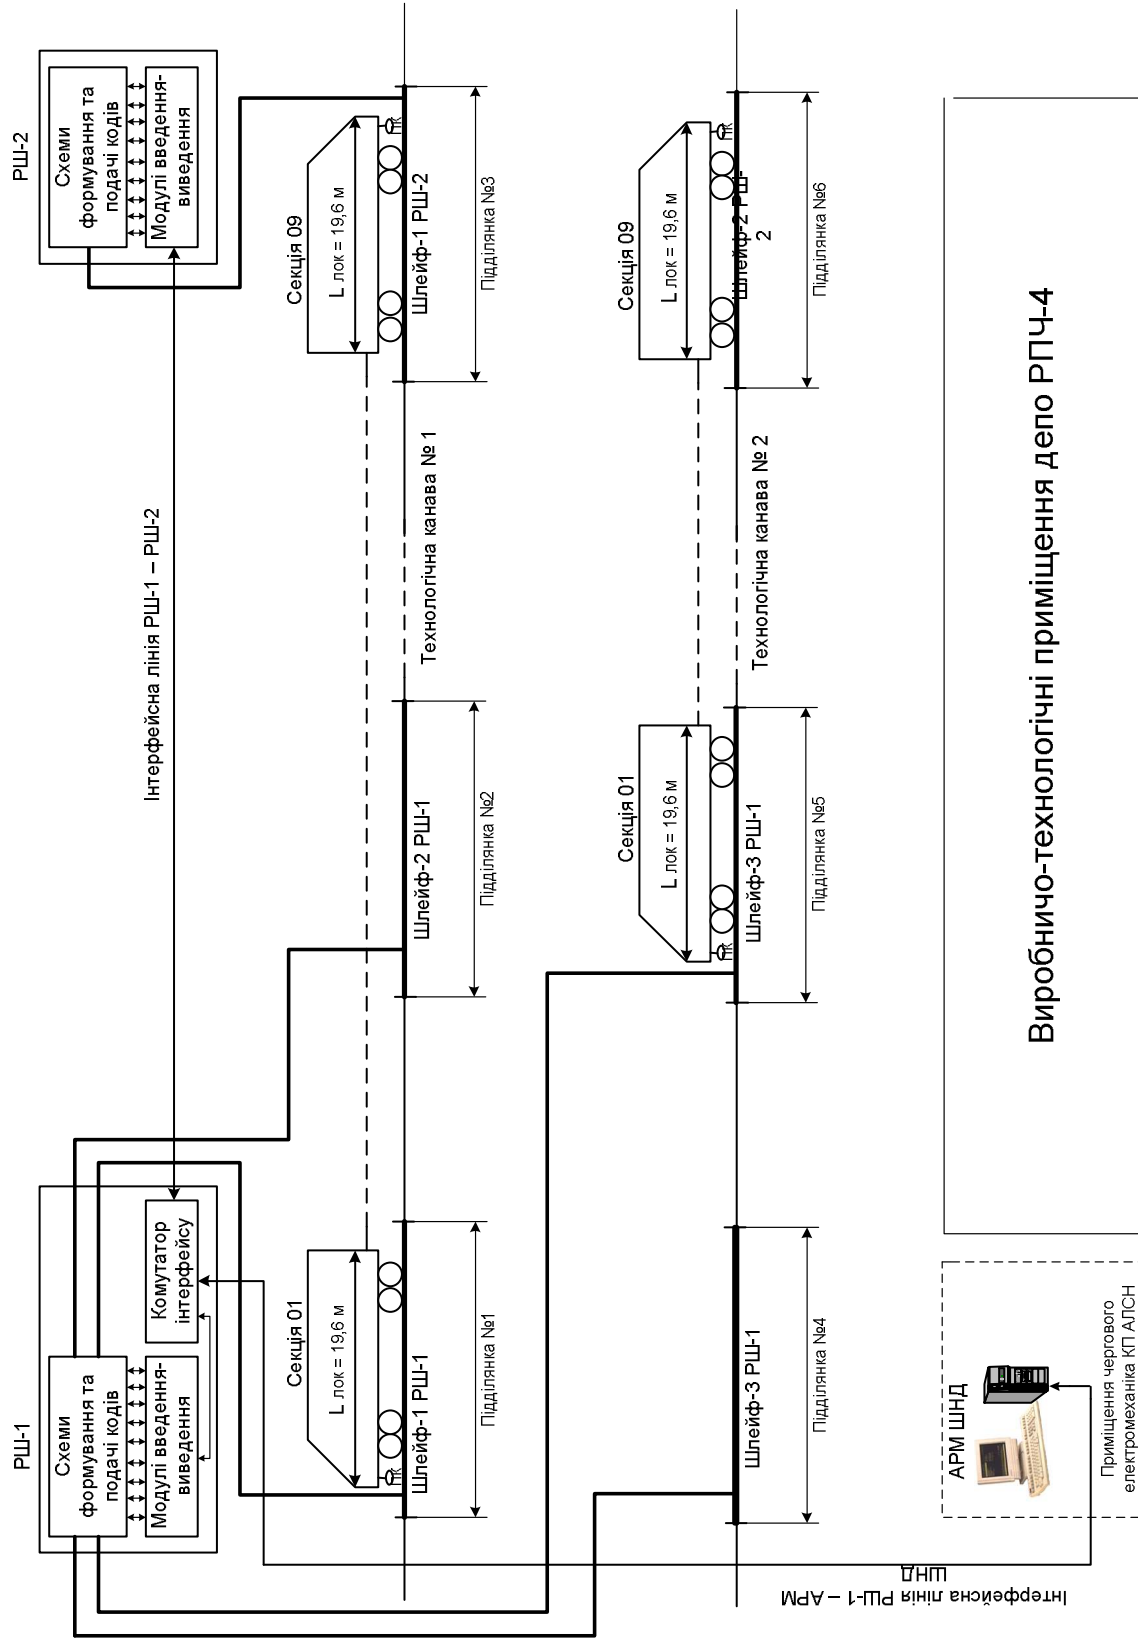 РШ-1
Схеми
формування та
подачі кодів
Модулі введення-
виведення
Комутатор
інтерфейсу
Інтерфейсна лінія РШ-1 – РШ-2
РШ-2
Схеми
формування та
подачі кодів
Модулі введення-
виведення
Секція 01
L лок = 19,6 м
ПК
Шлейф-1 РШ-1
Підділянка №1
Шлейф-2 РШ-1
Підділянка №2
Технологічна канава № 1
Секція 09
L лок = 19,6 м
ПК
Шлейф-1 РШ-2
Підділянка №3
Шлейф-3 РШ-1
Підділянка №4
Секція 01
L лок = 19,6 м
ПК
Шлейф-3 РШ-1
Підділянка №5
Технологічна канава № 2
Секція 09
L лок = 19,6 м
ПК
Шлейф-2 РШ-
2
Підділянка №6
Інтерфейсна лінія РШ-1 – АРМ
ШНД
АРМ ШНД
Приміщення чергового
електромеханіка КП АЛСН
Виробничо-технологічні приміщення депо РПЧ-4